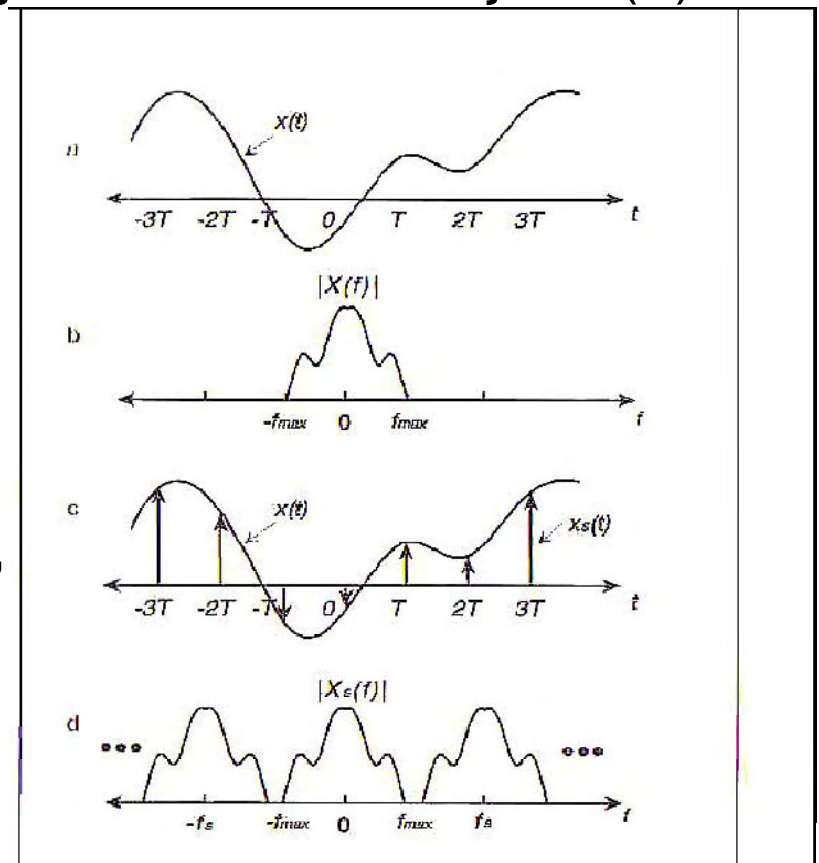 a
x(t)
-3T -2T -T 0 T 2T 3T t
|X(f)|
b
-fmax 0 fmax f
c
x(t)
xs(t)
-3T -2T -T 0 T 2T 3T t
|Xs(f)|
d
-fs -fmax 0 fmax fs f